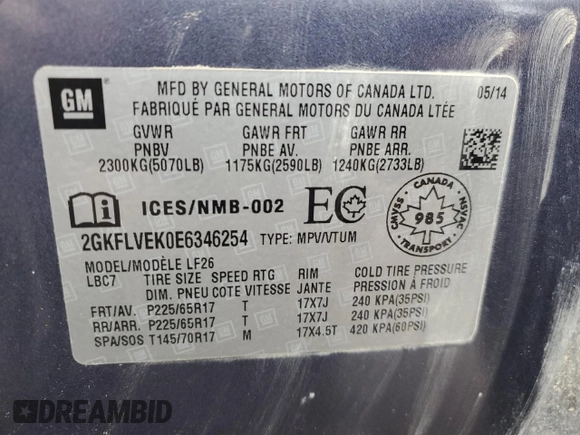 GM
MFD BY GENERAL MOTORS OF CANADA LTD. 05/14
FABRIQUÉ PAR GENERAL MOTORS DU CANADA LTÉE
GVWR GAWR FRT GAWR RR
PNBV PNBE AV. PNBE ARR.
2300KG(5070LB) 1175KG(2590LB) 1240KG(2733LB)
ICES/NMB-002 EC
CANADA
CMVSS 985 NSVAC
2GKFLVEK0E6346254 TYPE: MPV/VTUM
MODEL/MODÈLE LF26
LBC7 TIRE SIZE SPEED RTG RIM COLD TIRE PRESSURE
DIM. PNEU COTE VITESSE JANTE PRESSION À FROID
FRT/AV. P225/65R17 T 17X7J 240 KPA(35PSI)
RR/ARR. P225/65R17 T 17X7J 240 KPA(35PSI)
SPA/SOS T145/70R17 M 17X4.5T 420 KPA(60PSI)
DREAMBID